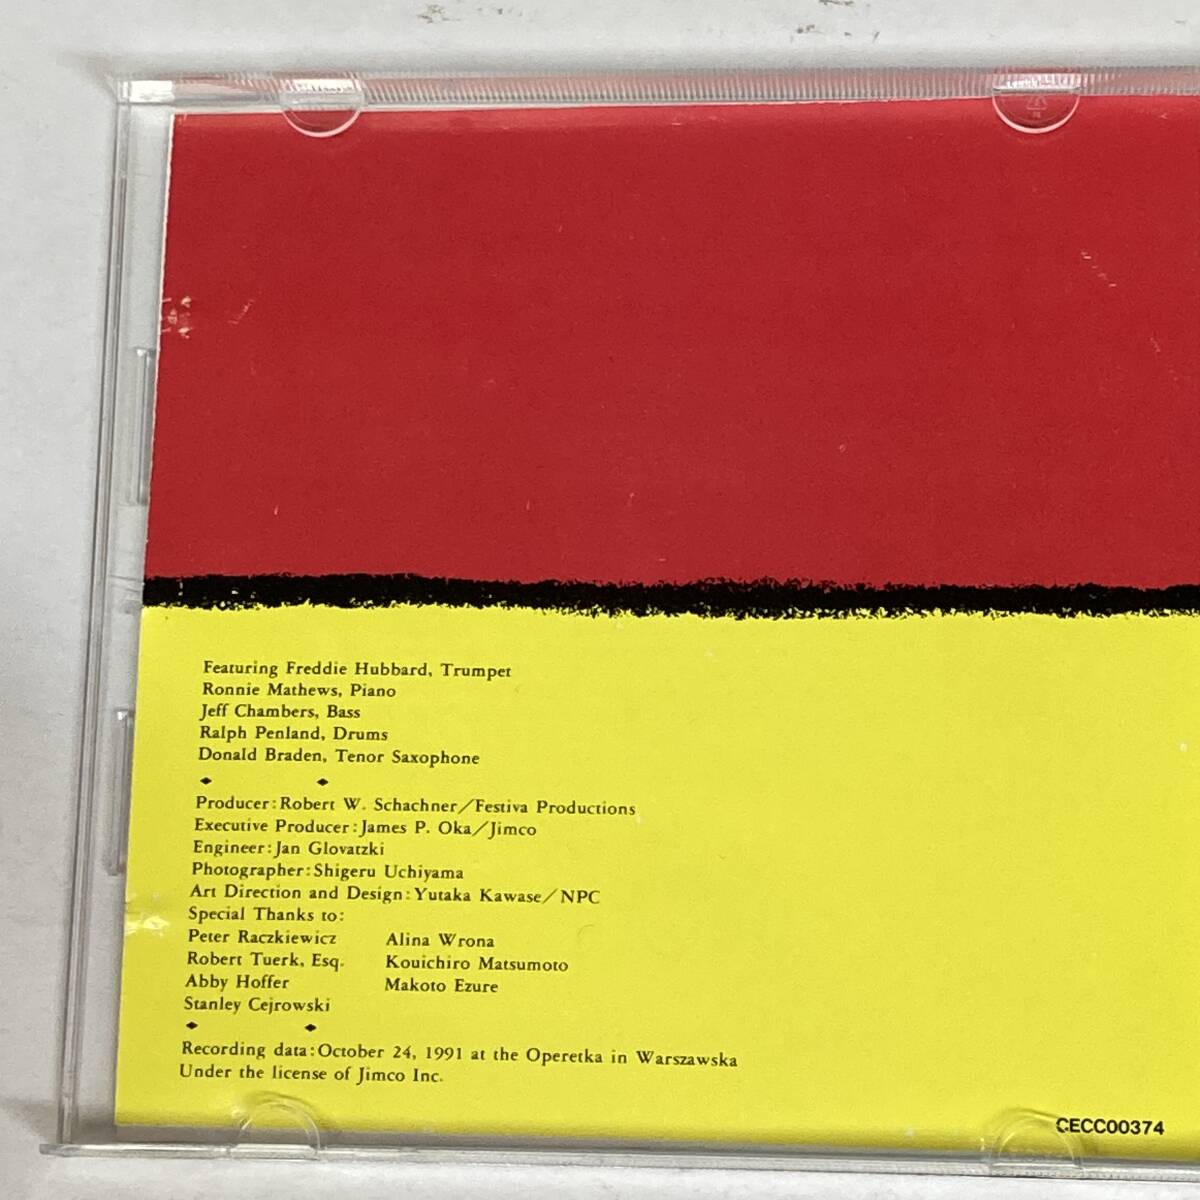 Featuring Freddie Hubbard, Trumpet
Ronnie Mathews, Piano
Jeff Chambers, Bass
Ralph Penland, Drums
Donald Braden, Tenor Saxophone
Producer:Robert W. Schachner/Festiva Productions
Executive Producer:James P. Oka/Jimco
Engineer:Jan Glovatzki
Photographer:Shigeru Uchiyama
Art Direction and Design:Yutaka Kawase/NPC
Special Thanks to:
Peter Raczkiewicz Alina Wrona
Robert Tuerk, Esq. Kouichiro Matsumoto
Abby Hoffer Makoto Ezure
Stanley Cejrowski
Recording data:October 24, 1991 at the Operetka in Warszawska
Under the license of Jimco Inc.
CECC00374